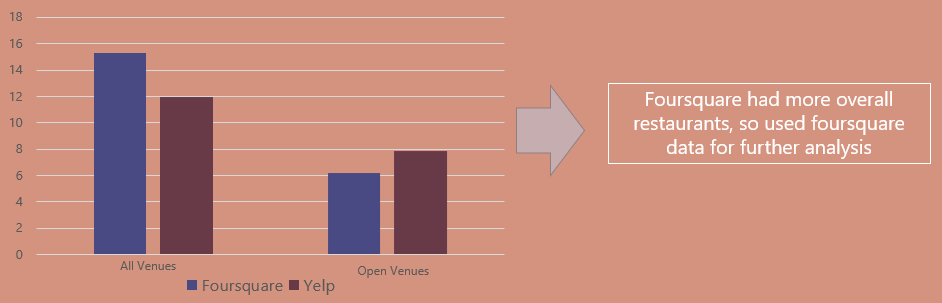 18
16
14
12
10
8
6
4
2
0
All Venues
Open Venues
Foursquare
Yelp
Foursquare had more overall
restaurants, so used foursquare
data for further analysis